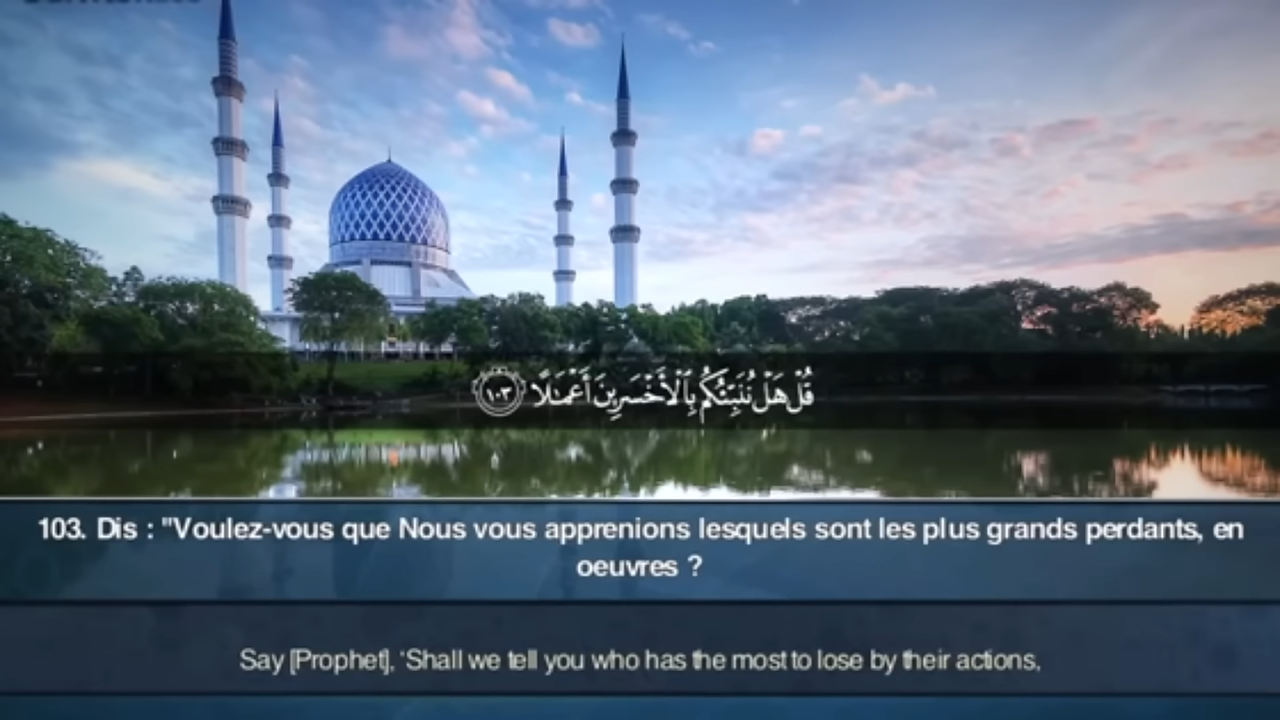 قُلْ هَلْ نُنَبِّئُكُم بِٱلْأَخْسَرِينَ أَعْمَـٰلًا ١٠٣
103. Dis : "Voulez-vous que Nous vous apprenions lesquels sont les plus grands perdants, en
oeuvres ?
Say [Prophet], ‘Shall we tell you who has the most to lose by their actions,